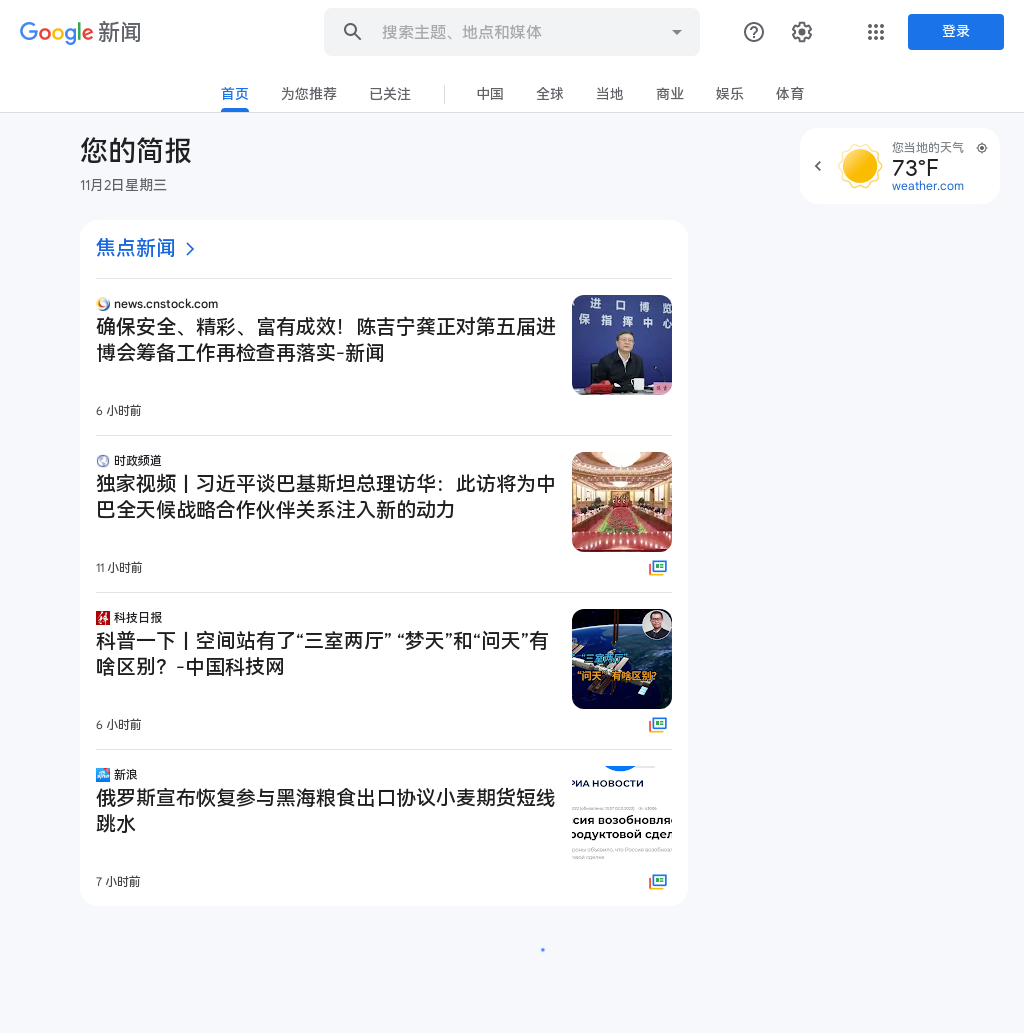 Google 新闻
搜索主题、地点和媒体
登录
首页 为您推荐 已关注 中国 全球 当地 商业 娱乐 体育
您的简报
11月2日星期三
您当地的天气
73°F
weather.com
焦点新闻
news.cnstock.com
确保安全、精彩、富有成效！陈吉宁龚正对第五届进
博会筹备工作再检查再落实-新闻
6 小时前
进口博览
保指挥中心
时政频道
独家视频丨习近平谈巴基斯坦总理访华：此访将为中
巴全天候战略合作伙伴关系注入新的动力
11 小时前
科技日报
科普一下丨空间站有了“三室两厅” “梦天”和“问天”有
啥区别？-中国科技网
6 小时前
“三室两厅”
“问天” 有啥区别?
新浪
俄罗斯宣布恢复参与黑海粮食出口协议小麦期货短线
跳水
7 小时前
РИА НОВОСТИ
ссия возобновляе
родуктовой сдел